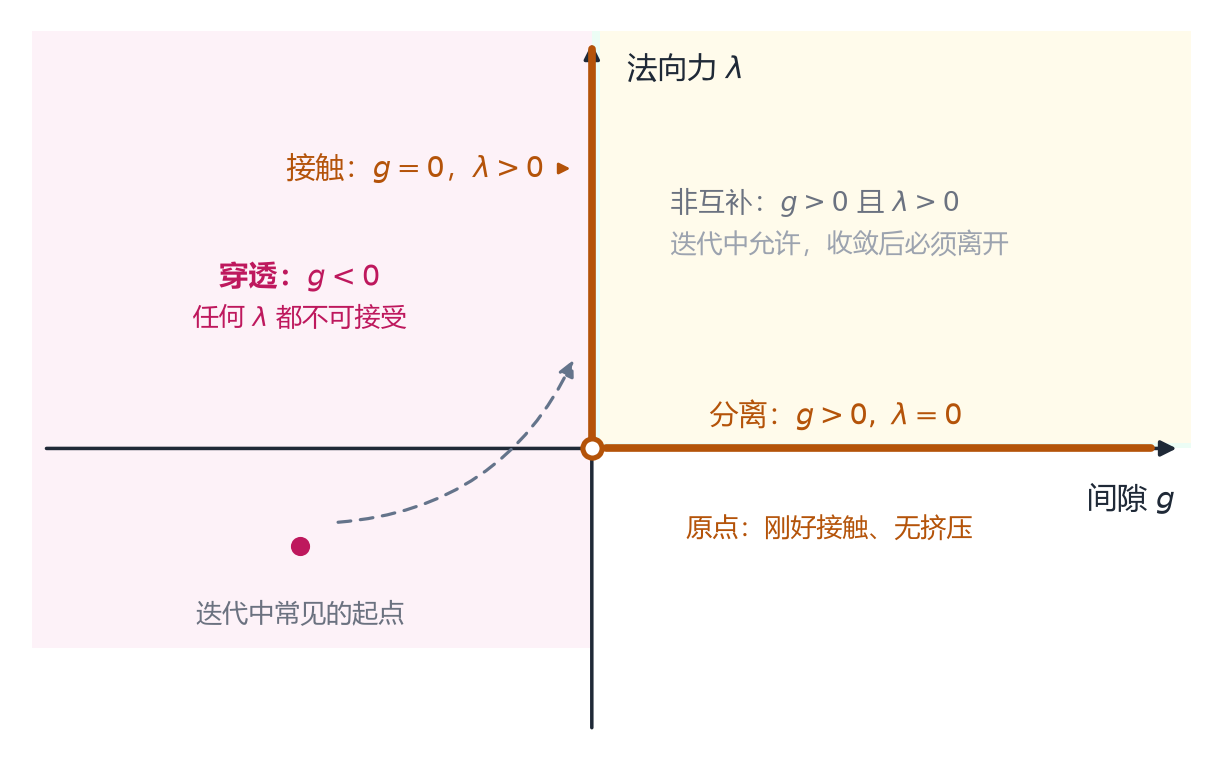 法向力 λ
接触：g = 0，λ > 0
非互补：g > 0 且 λ > 0
迭代中允许，收敛后必须离开
穿透：g < 0
任何 λ 都不可接受
分离：g > 0, λ = 0
间隙 g
原点：刚好接触、无挤压
迭代中常见的起点